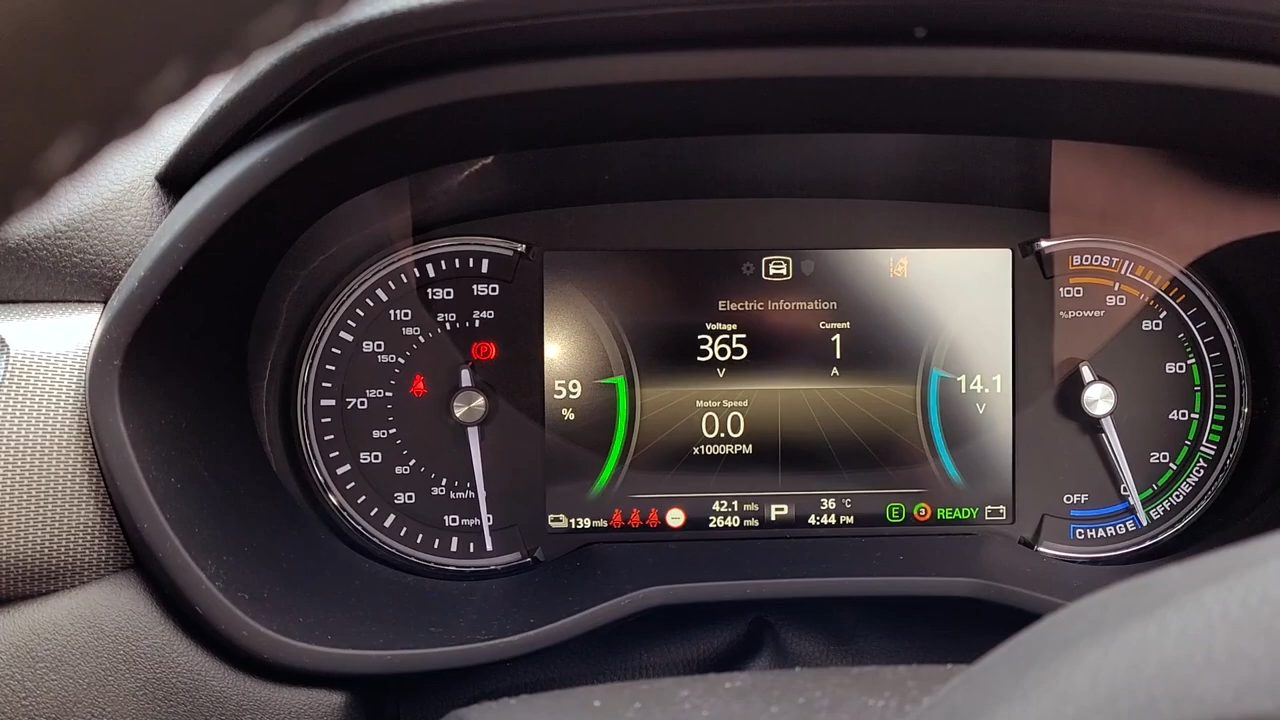 130 150
110 210 240
180
90
150
120
70
90
50
60
30 km/h
30
10 mph 0
P
Electric Information
Voltage Current
365 1
V A
59
%
14.1
V
Motor Speed
0.0
x1000RPM
139 mls
42.1 mls
2640 mls
P
36 °C
4:44 PM
E
READY
BOOST
100 90
%power
80
60
40
20
0
OFF
CHARGE
EFFICIENCY